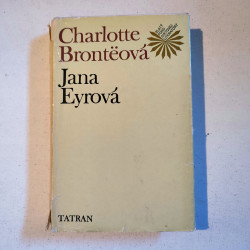 Charlotte
Brontëová
Jana
Eyrová
TATRAN